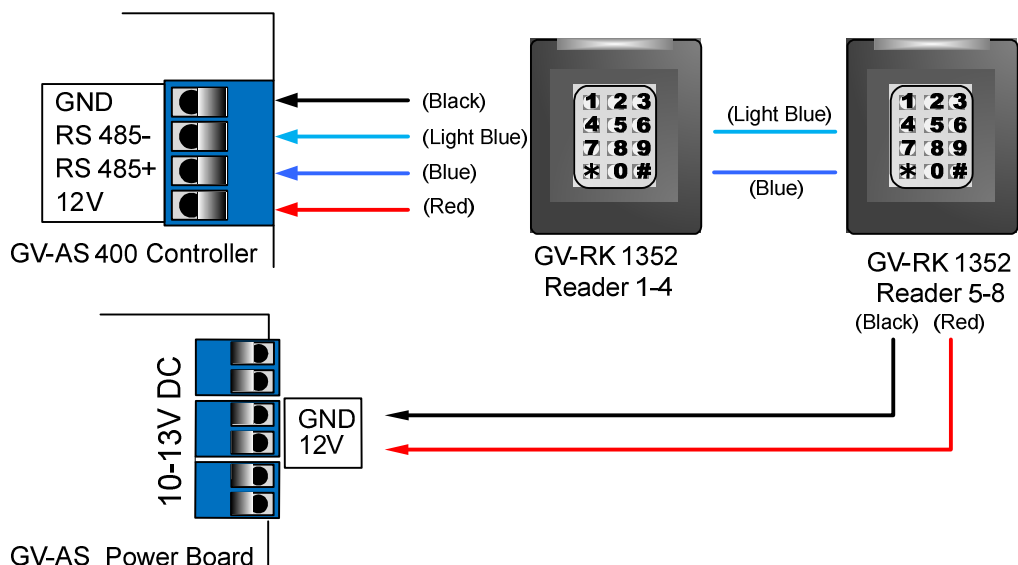 GND
RS 485-
RS 485+
12V
GV-AS 400 Controller
(Black)
(Light Blue)
(Blue)
(Red)
1 2 3
4 5 6
7 8 9
* 0 #
GV-RK 1352
Reader 1-4
(Light Blue)
(Blue)
1 2 3
4 5 6
7 8 9
* 0 #
GV-RK 1352
Reader 5-8
(Black) (Red)
10-13V DC
GND
12V
GV-AS Power Board